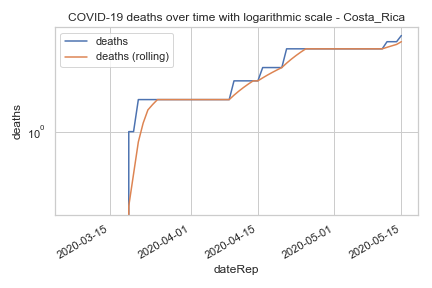 COVID-19 deaths over time with logarithmic scale - Costa_Rica
deaths
deaths (rolling)
deaths
10^0
2020-03-15
2020-04-01
2020-04-15
2020-05-01
2020-05-15
dateRep